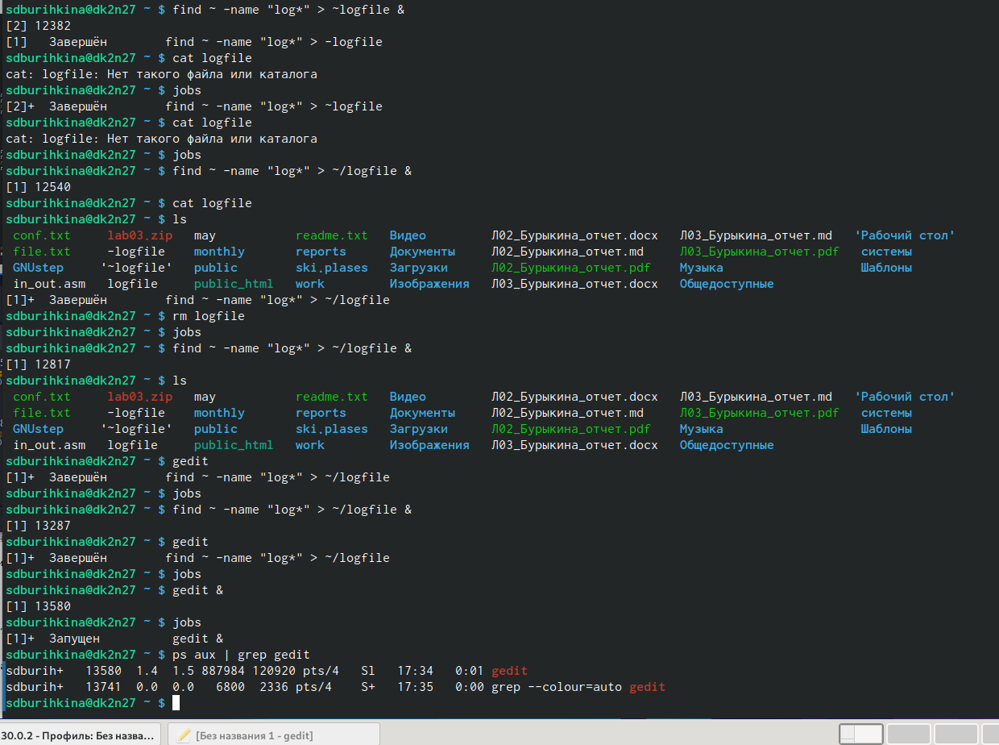 sdburihkina@dk2n27 ~ $ find ~ -name "log*" > ~logfile &
[2] 12382
[1]   Завершён        find ~ -name "log*" > -logfile
sdburihkina@dk2n27 ~ $ cat logfile
cat: logfile: Нет такого файла или каталога
sdburihkina@dk2n27 ~ $ jobs
[2]+  Завершён        find ~ -name "log*" > ~logfile
sdburihkina@dk2n27 ~ $ cat logfile
cat: logfile: Нет такого файла или каталога
sdburihkina@dk2n27 ~ $ jobs
sdburihkina@dk2n27 ~ $ find ~ -name "log*" > ~/logfile &
[1] 12540
sdburihkina@dk2n27 ~ $ cat logfile
sdburihkina@dk2n27 ~ $ ls
conf.txt     lab03.zip   may           readme.txt   Видео         Л02_Бурыкина_отчет.docx   Л03_Бурыкина_отчет.md    'Рабочий стол'
file.txt     -logfile    monthly       reports      Документы     Л02_Бурыкина_отчет.md     Л03_Бурыкина_отчет.pdf    системы
GNUstep     '~logfile'   public        ski.plases   Загрузки      Л02_Бурыкина_отчет.pdf    Музыка                    Шаблоны
in_out.asm   logfile     public_html   work         Изображения   Л03_Бурыкина_отчет.docx   Общедоступные
[1]+  Завершён        find ~ -name "log*" > ~/logfile
sdburihkina@dk2n27 ~ $ rm logfile
sdburihkina@dk2n27 ~ $ jobs
sdburihkina@dk2n27 ~ $ find ~ -name "log*" > ~/logfile &
[1] 12817
sdburihkina@dk2n27 ~ $ ls
conf.txt     lab03.zip   may           readme.txt   Видео         Л02_Бурыкина_отчет.docx   Л03_Бурыкина_отчет.md    'Рабочий стол'
file.txt     -logfile    monthly       reports      Документы     Л02_Бурыкина_отчет.md     Л03_Бурыкина_отчет.pdf    системы
GNUstep     '~logfile'   public        ski.plases   Загрузки      Л02_Бурыкина_отчет.pdf    Музыка                    Шаблоны
in_out.asm   logfile     public_html   work         Изображения   Л03_Бурыкина_отчет.docx   Общедоступные
sdburihkina@dk2n27 ~ $ gedit
[1]+  Завершён        find ~ -name "log*" > ~/logfile
sdburihkina@dk2n27 ~ $ jobs
sdburihkina@dk2n27 ~ $ find ~ -name "log*" > ~/logfile &
[1] 13287
sdburihkina@dk2n27 ~ $ gedit
[1]+  Завершён        find ~ -name "log*" > ~/logfile
sdburihkina@dk2n27 ~ $ jobs
sdburihkina@dk2n27 ~ $ gedit &
[1] 13580
sdburihkina@dk2n27 ~ $ jobs
[1]+  Запущен          gedit &
sdburihkina@dk2n27 ~ $ ps aux | grep gedit
sdburih+   13580  1.4  1.5 887984 120920 pts/4   Sl   17:34   0:01 gedit
sdburih+   13741  0.0  0.0   6800  2336 pts/4    S+   17:35   0:00 grep --colour=auto gedit
sdburihkina@dk2n27 ~ $
30.0.2 - Профиль: Без назва... [Без названия 1 - gedit]